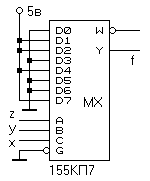 5в
D0 W
D1
D2 Y
D3 f
D4
D5
D6
D7 MX
z A
y B
x C
G
155КП7